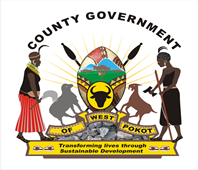 COUNTY GOVERNMENT
OF WEST POKOT
Transforming lives through
Sustainable Development